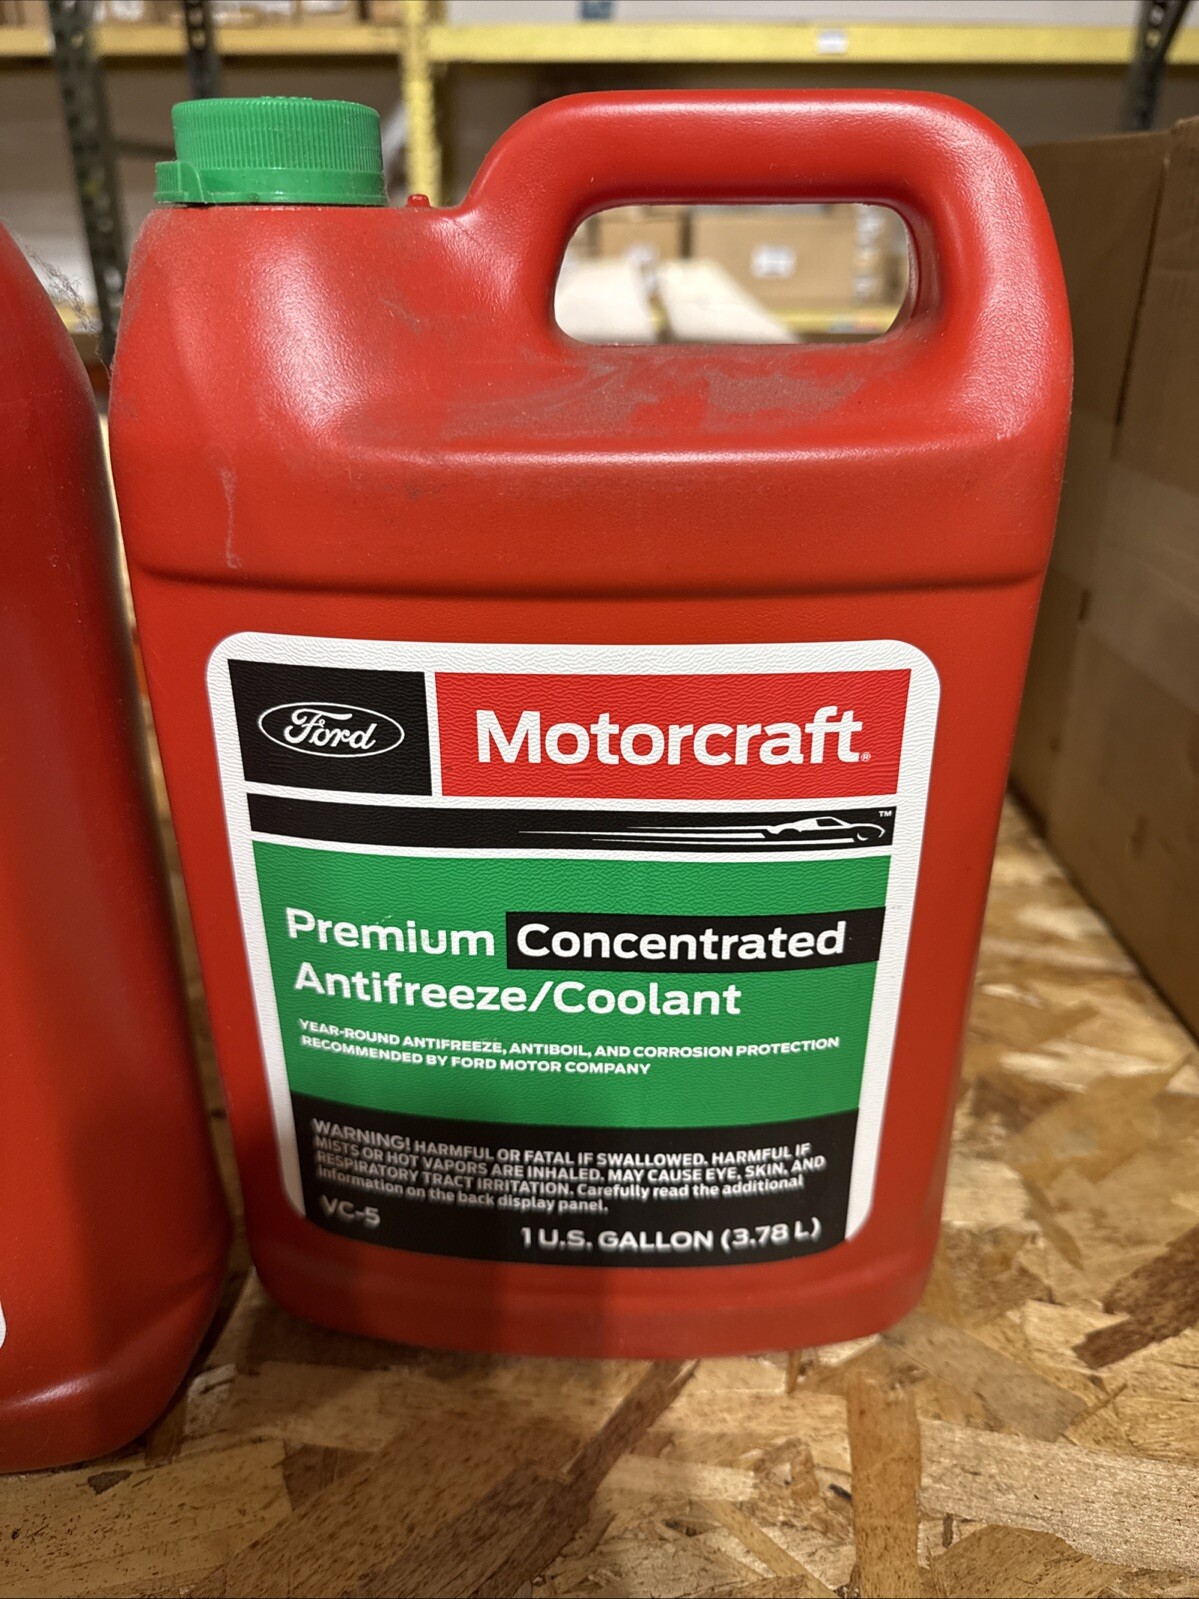 Ford
Motorcraft®
™
Premium Concentrated
Antifreeze/Coolant
YEAR-ROUND ANTIFREEZE, ANTIBOIL, AND CORROSION PROTECTION
RECOMMENDED BY FORD MOTOR COMPANY
WARNING! HARMFUL OR FATAL IF SWALLOWED. HARMFUL IF
MISTS OR HOT VAPORS ARE INHALED. MAY CAUSE EYE, SKIN, AND
RESPIRATORY TRACT IRRITATION. Carefully read the additional
information on the back display panel.
VC-5
1 U.S. GALLON (3.78 L)